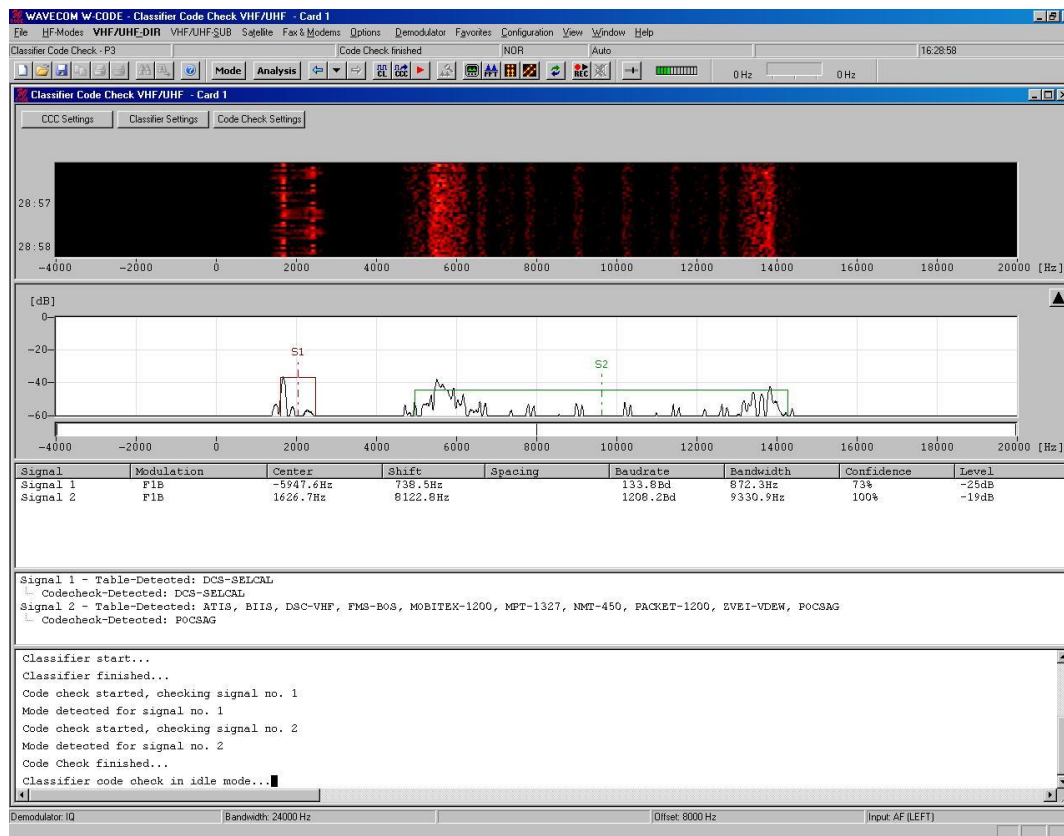 WAVECOM W-CODE - Classifier Code Check VHF/UHF - Card 1
File HF-Modes VHF/UHF-DIR VHF/UHF-SUB Satellite Fax & Modems Options Demodulator Favorites Configuration View Window Help
Classifier Code Check - P3 Code Check finished NOR Auto 16:28:58
Mode Analysis CL CCC FFT REC 0 Hz 0 Hz
Classifier Code Check VHF/UHF - Card 1
CCC Settings Classifier Settings Code Check Settings
28:57
28:58
-4000 -2000 0 2000 4000 6000 8000 10000 12000 14000 16000 18000 20000 [Hz]
[dB]
0
-20
S1
S2
-40
-60
-4000 -2000 0 2000 4000 6000 8000 10000 12000 14000 16000 18000 20000 [Hz]
Signal Modulation Center Shift Spacing Baudrate Bandwidth Confidence Level
Signal 1 F1B -5947.6Hz 738.5Hz 133.8Bd 872.3Hz 73% -25dB
Signal 2 F1B 1626.7Hz 8122.8Hz 1208.2Bd 9330.9Hz 100% -19dB
Signal 1 - Table-Detected: DCS-SELCAL
Codecheck-Detected: DCS-SELCAL
Signal 2 - Table-Detected: ATIS, BIIS, DSC-VHF, FMS-BOS, MOBITEX-1200, MPT-1327, NMT-450, PACKET-1200, ZVEI-VDEW, POCSAG
Codecheck-Detected: POCSAG
Classifier start...
Classifier finished...
Code check started, checking signal no. 1
Mode detected for signal no. 1
Code check started, checking signal no. 2
Mode detected for signal no. 2
Code Check finished...
Classifier code check in idle mode...
Demodulator: IQ Bandwidth: 24000 Hz Offset: 8000 Hz Input: AF (LEFT)